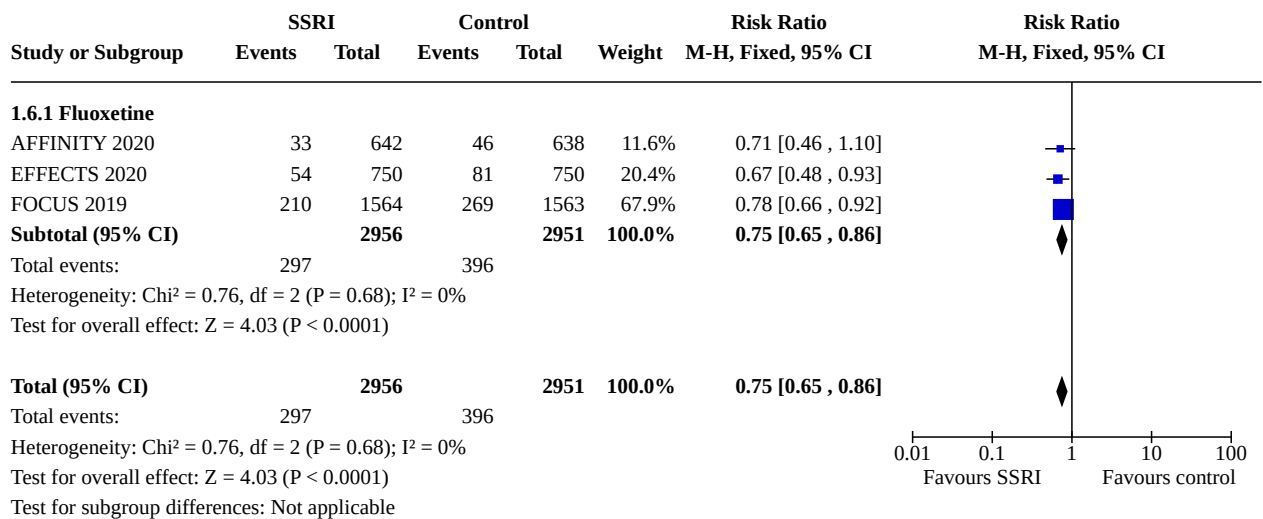 SSRI Control Risk Ratio Risk Ratio
Study or Subgroup Events Total Events Total Weight M-H, Fixed, 95% CI M-H, Fixed, 95% CI
1.6.1 Fluoxetine
AFFINITY 2020 33 642 46 638 11.6% 0.71 [0.46 , 1.10]
EFFECTS 2020 54 750 81 750 20.4% 0.67 [0.48 , 0.93]
FOCUS 2019 210 1564 269 1563 67.9% 0.78 [0.66 , 0.92]
Subtotal (95% CI) 2956 2951 100.0% 0.75 [0.65 , 0.86]
Total events: 297 396
Heterogeneity: Chi² = 0.76, df = 2 (P = 0.68); I² = 0%
Test for overall effect: Z = 4.03 (P < 0.0001)
Total (95% CI) 2956 2951 100.0% 0.75 [0.65 , 0.86]
Total events: 297 396
Heterogeneity: Chi² = 0.76, df = 2 (P = 0.68); I² = 0%
0.01 0.1 1 10 100
Test for overall effect: Z = 4.03 (P < 0.0001) Favours SSRI Favours control
Test for subgroup differences: Not applicable